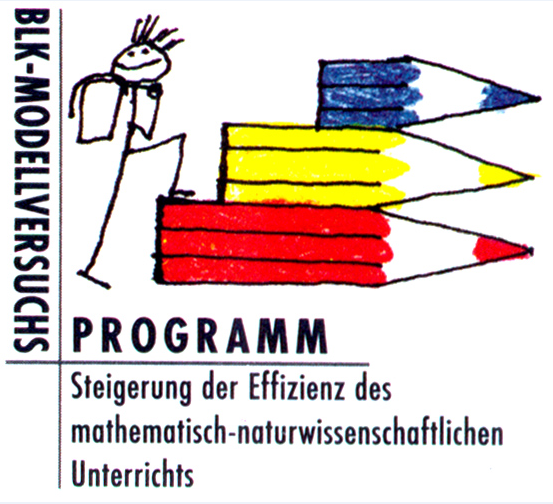 BLK-MODELLVERSUCHS
PROGRAMM
Steigerung der Effizienz des
mathematisch-naturwissenschaftlichen
Unterrichts